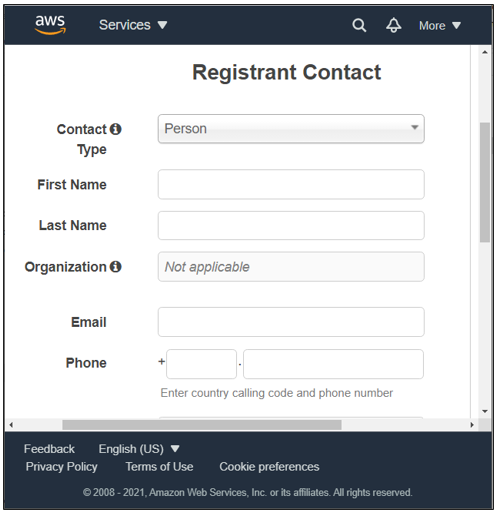 aws Services More
Registrant Contact
Contact Person
Type
First Name
Last Name
Organization Not applicable
Email
Phone + .
Enter country calling code and phone number
Feedback English (US)
Privacy Policy Terms of Use Cookie preferences
© 2008 - 2021, Amazon Web Services, Inc. or its affiliates. All rights reserved.